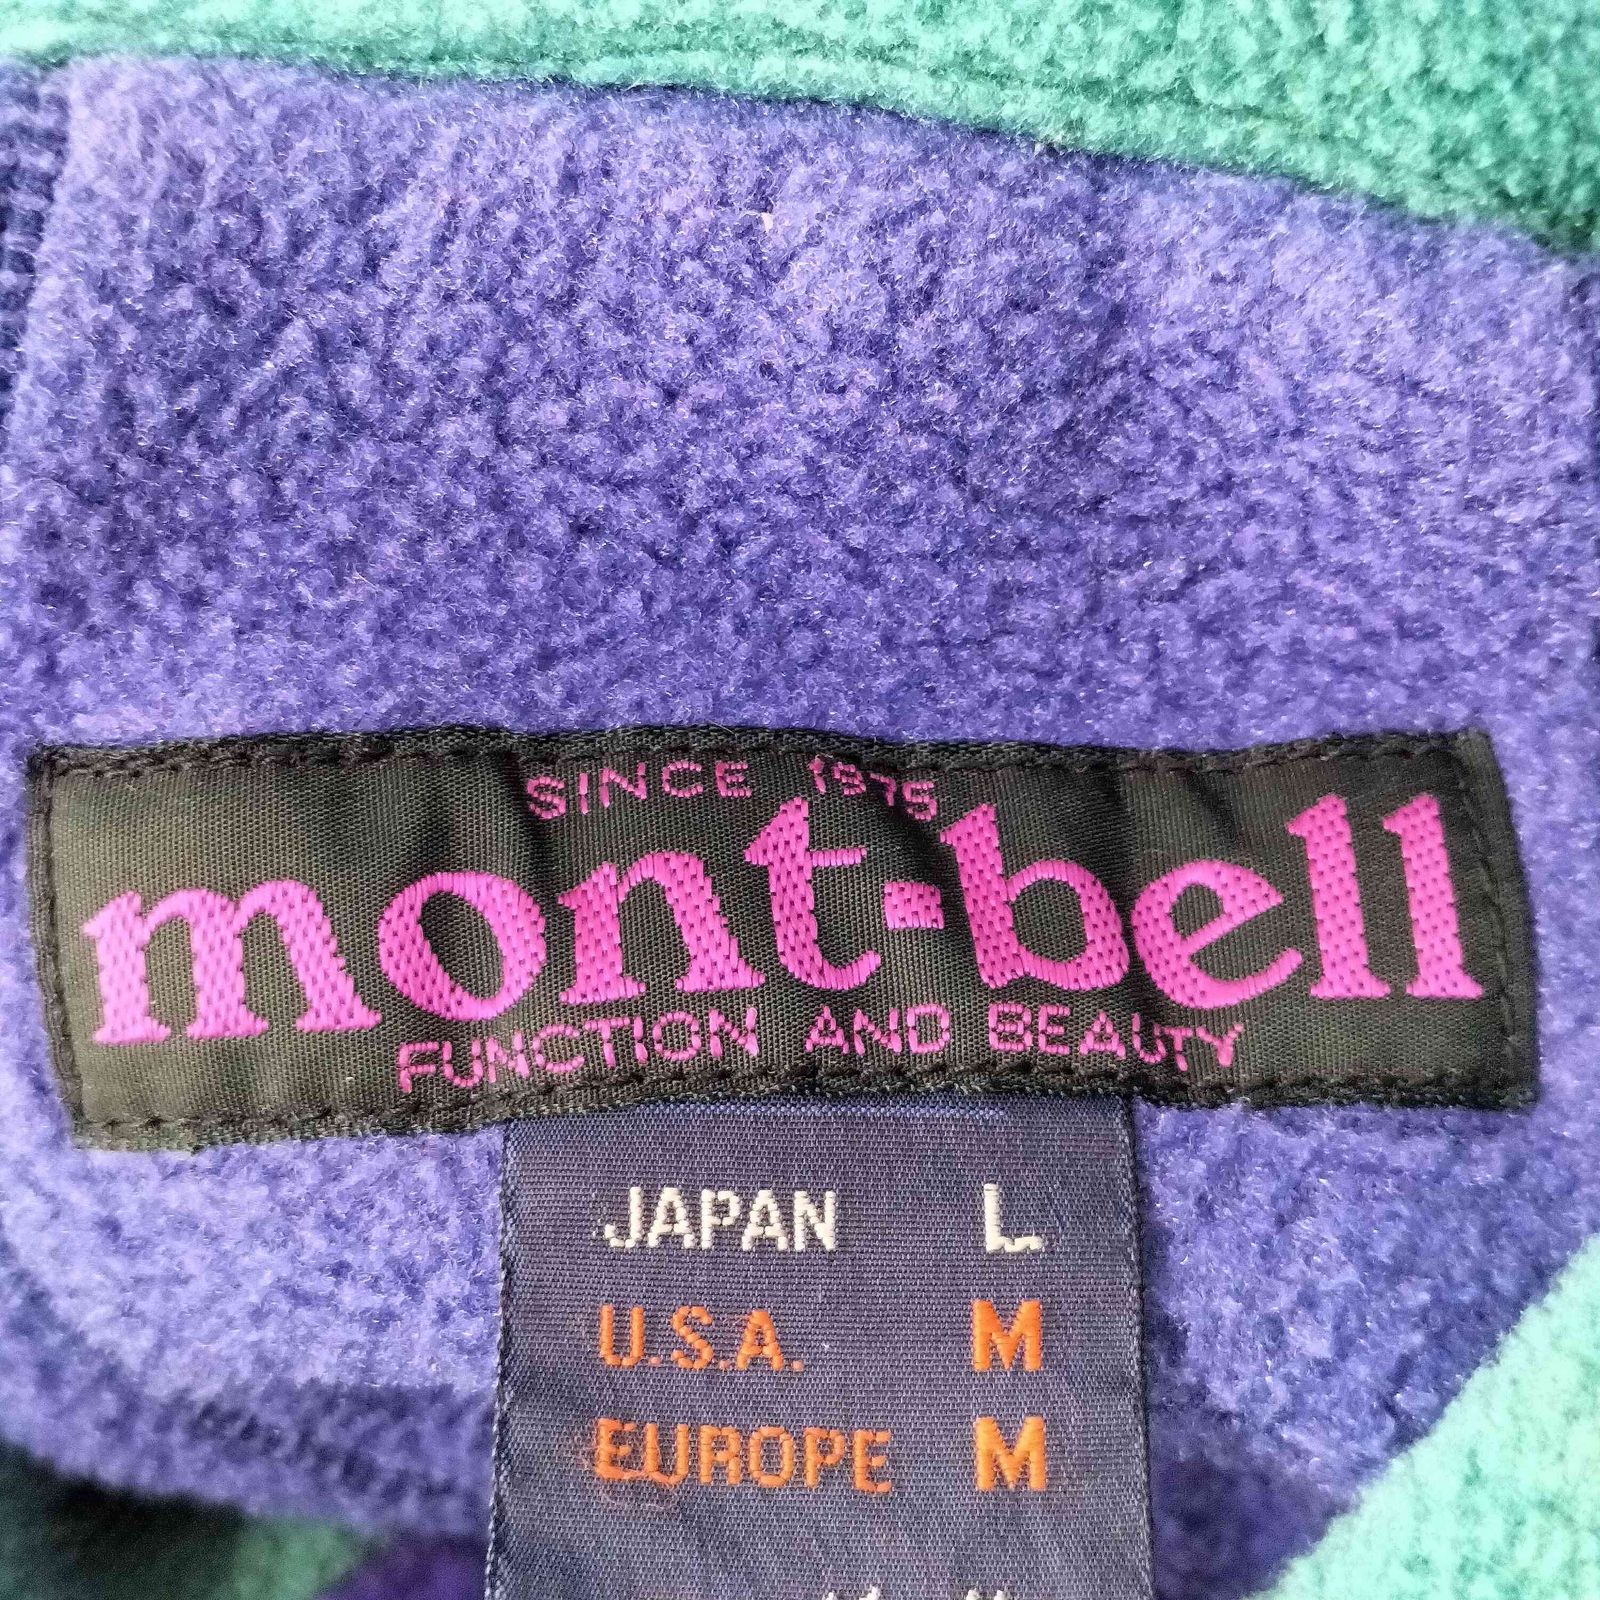 SINCE 1975
mont-bell
FUNCTION AND BEAUTY
JAPAN L
U.S.A. M
EUROPE M